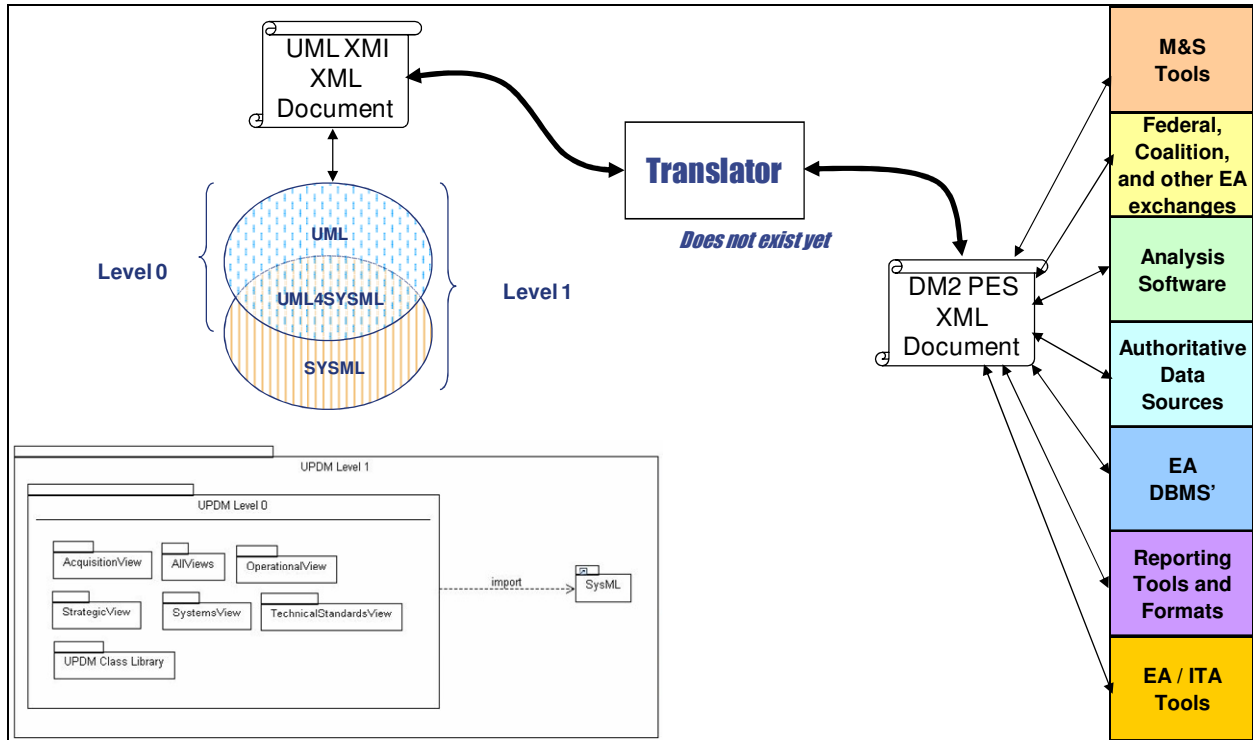 UML XMI
XML
Document
Translator
Does not exist yet
UML
UML4SYSML
SYSML
Level 0
Level 1
DM2 PES
XML
Document
M&S
Tools
Federal,
Coalition,
and other EA
exchanges
Analysis
Software
Authoritative
Data
Sources
EA
DBMS’
Reporting
Tools and
Formats
EA / ITA
Tools
UPDM Level 1
UPDM Level 0
AcquisitionView
AllViews
OperationalView
StrategicView
SystemsView
TechnicalStandardsView
UPDM Class Library
import
SysML